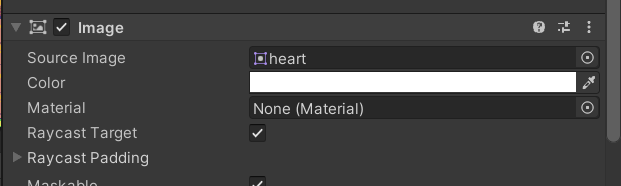 Image
Source Image heart
Color
Material None (Material)
Raycast Target
Raycast Padding
Maskable